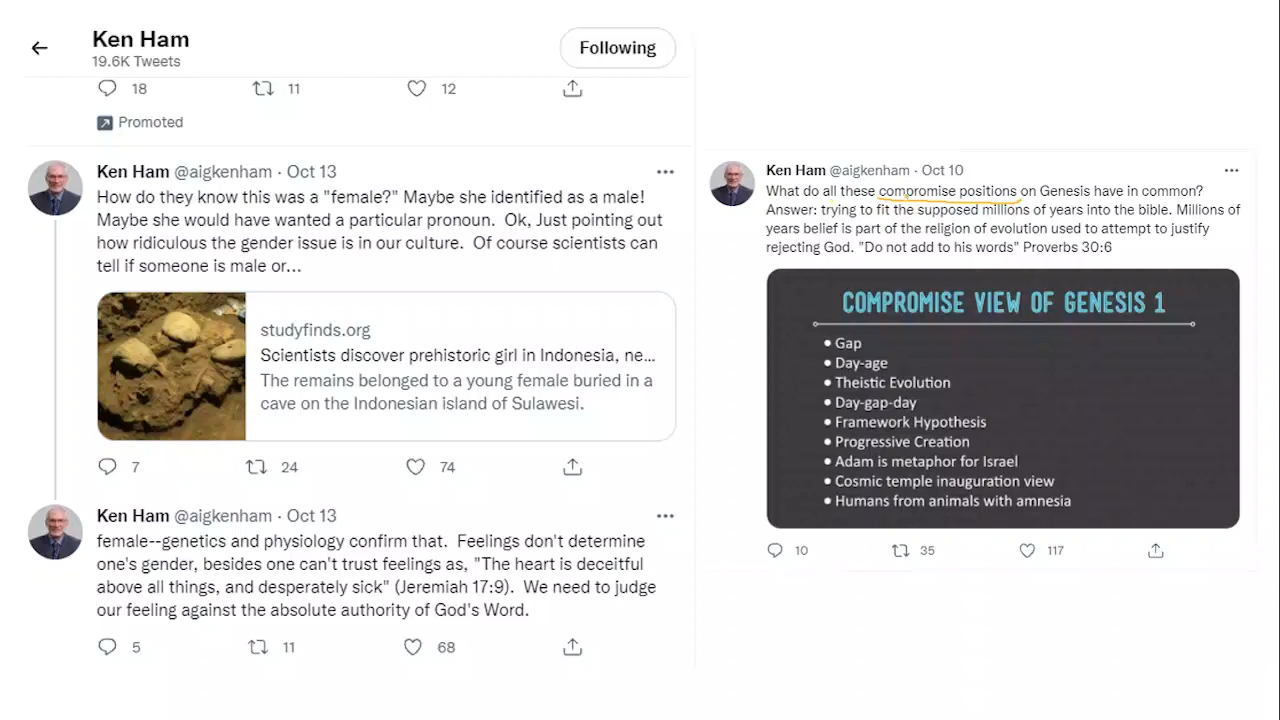 Ken Ham
19.6K Tweets
Following
18 11 12
Promoted
Ken Ham @aigkenham · Oct 13
How do they know this was a "female?" Maybe she identified as a male!
Maybe she would have wanted a particular pronoun. Ok, Just pointing out
how ridiculous the gender issue is in our culture. Of course scientists can
tell if someone is male or...
studyfinds.org
Scientists discover prehistoric girl in Indonesia, ne...
The remains belonged to a young female buried in a
cave on the Indonesian island of Sulawesi.
7 24 74
Ken Ham @aigkenham · Oct 13
female--genetics and physiology confirm that. Feelings don't determine
one's gender, besides one can't trust feelings as, "The heart is deceitful
above all things, and desperately sick" (Jeremiah 17:9). We need to judge
our feeling against the absolute authority of God's Word.
5 11 68
Ken Ham @aigkenham · Oct 10
What do all these compromise positions on Genesis have in common?
Answer: trying to fit the supposed millions of years into the bible. Millions of
years belief is part of the religion of evolution used to attempt to justify
rejecting God. "Do not add to his words" Proverbs 30:6
COMPROMISE VIEW OF GENESIS 1
• Gap
• Day-age
• Theistic Evolution
• Day-gap-day
• Framework Hypothesis
• Progressive Creation
• Adam is metaphor for Israel
• Cosmic temple inauguration view
• Humans from animals with amnesia
10 35 117